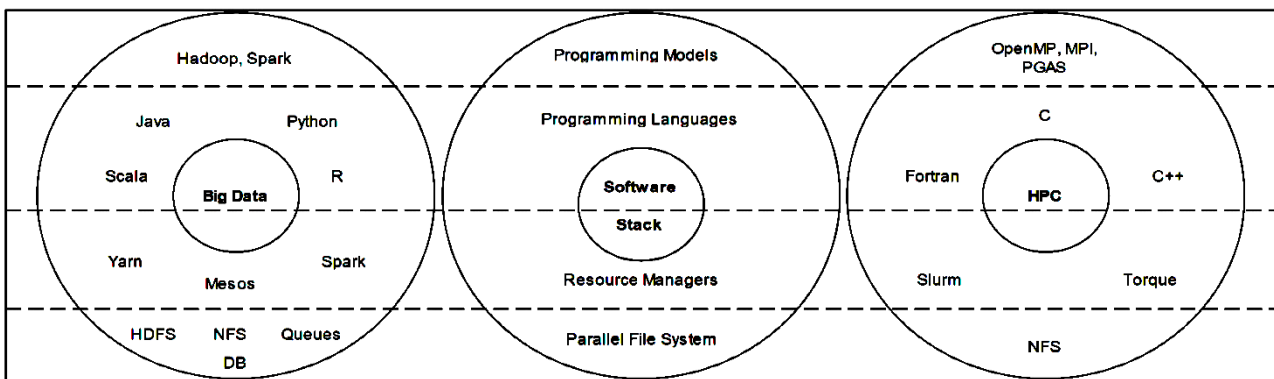 Hadoop, Spark
Java Python
Scala R
Big Data
Yarn Spark
Mesos
HDFS NFS Queues
DB
Programming Models
Programming Languages
Software
Stack
Resource Managers
Parallel File System
OpenMP, MPI,
PGAS
C
Fortran C++
HPC
Slurm Torque
NFS